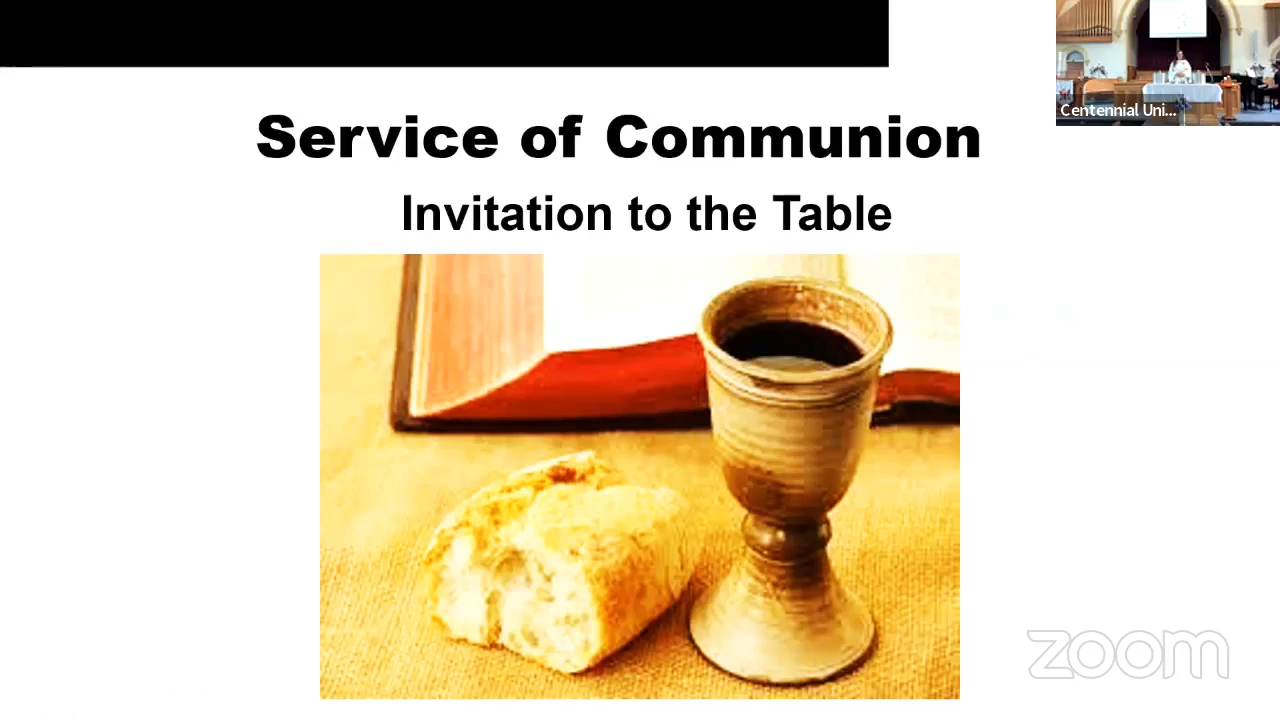 Centennial Uni...
Service of Communion
Invitation to the Table
zoom